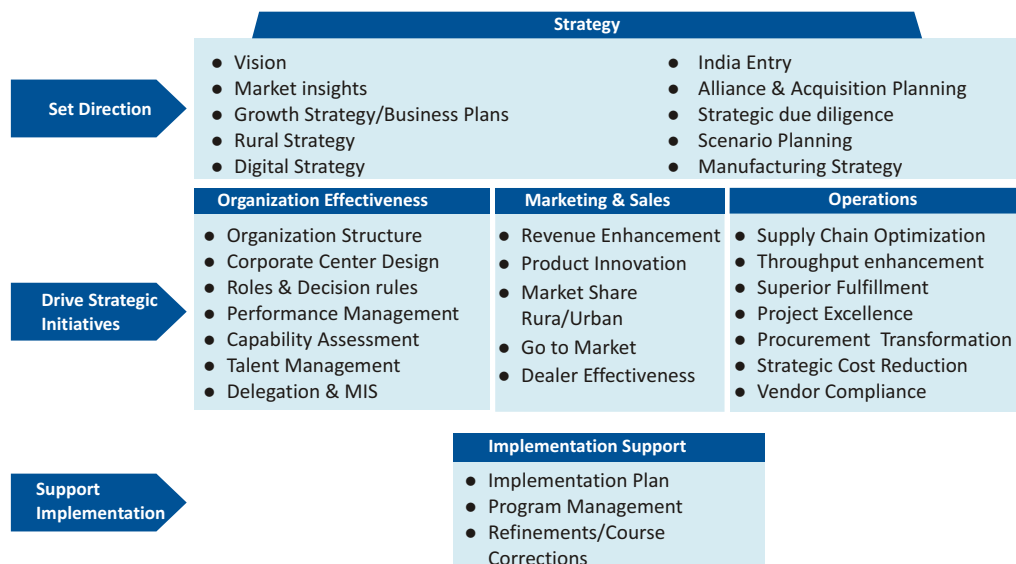 Strategy
Set Direction
● Vision
● Market insights
● Growth Strategy/Business Plans
● Rural Strategy
● Digital Strategy
● India Entry
● Alliance & Acquisition Planning
● Strategic due diligence
● Scenario Planning
● Manufacturing Strategy
Drive Strategic
Initiatives
Organization Effectiveness
● Organization Structure
● Corporate Center Design
● Roles & Decision rules
● Performance Management
● Capability Assessment
● Talent Management
● Delegation & MIS
Marketing & Sales
● Revenue Enhancement
● Product Innovation
● Market Share
Rura/Urban
● Go to Market
● Dealer Effectiveness
Operations
● Supply Chain Optimization
● Throughput enhancement
● Superior Fulfillment
● Project Excellence
● Procurement Transformation
● Strategic Cost Reduction
● Vendor Compliance
Support
Implementation
Implementation Support
● Implementation Plan
● Program Management
● Refinements/Course
Corrections